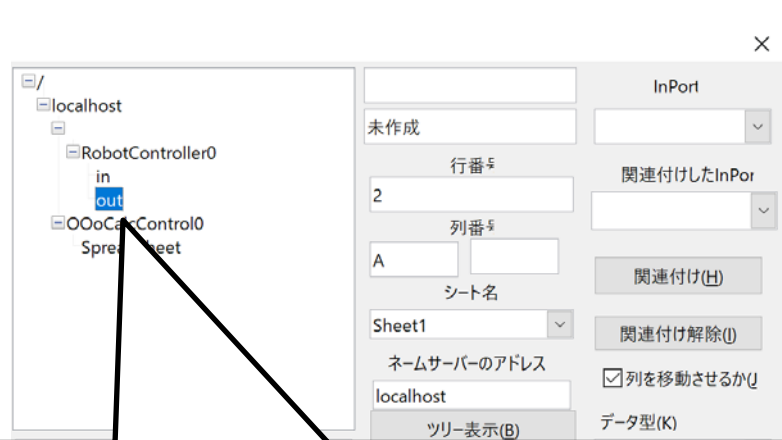 /
localhost
RobotController0
in
out
OOoCalcControl0
Spreadsheet
未作成
行番号
2
列番号
A
シート名
Sheet1
ネームサーバーのアドレス
localhost
ツリー表示(B)
InPort
関連付けしたInPor
関連付け(H)
関連付け解除(I)
列を移動させるか(J
データ型(K)